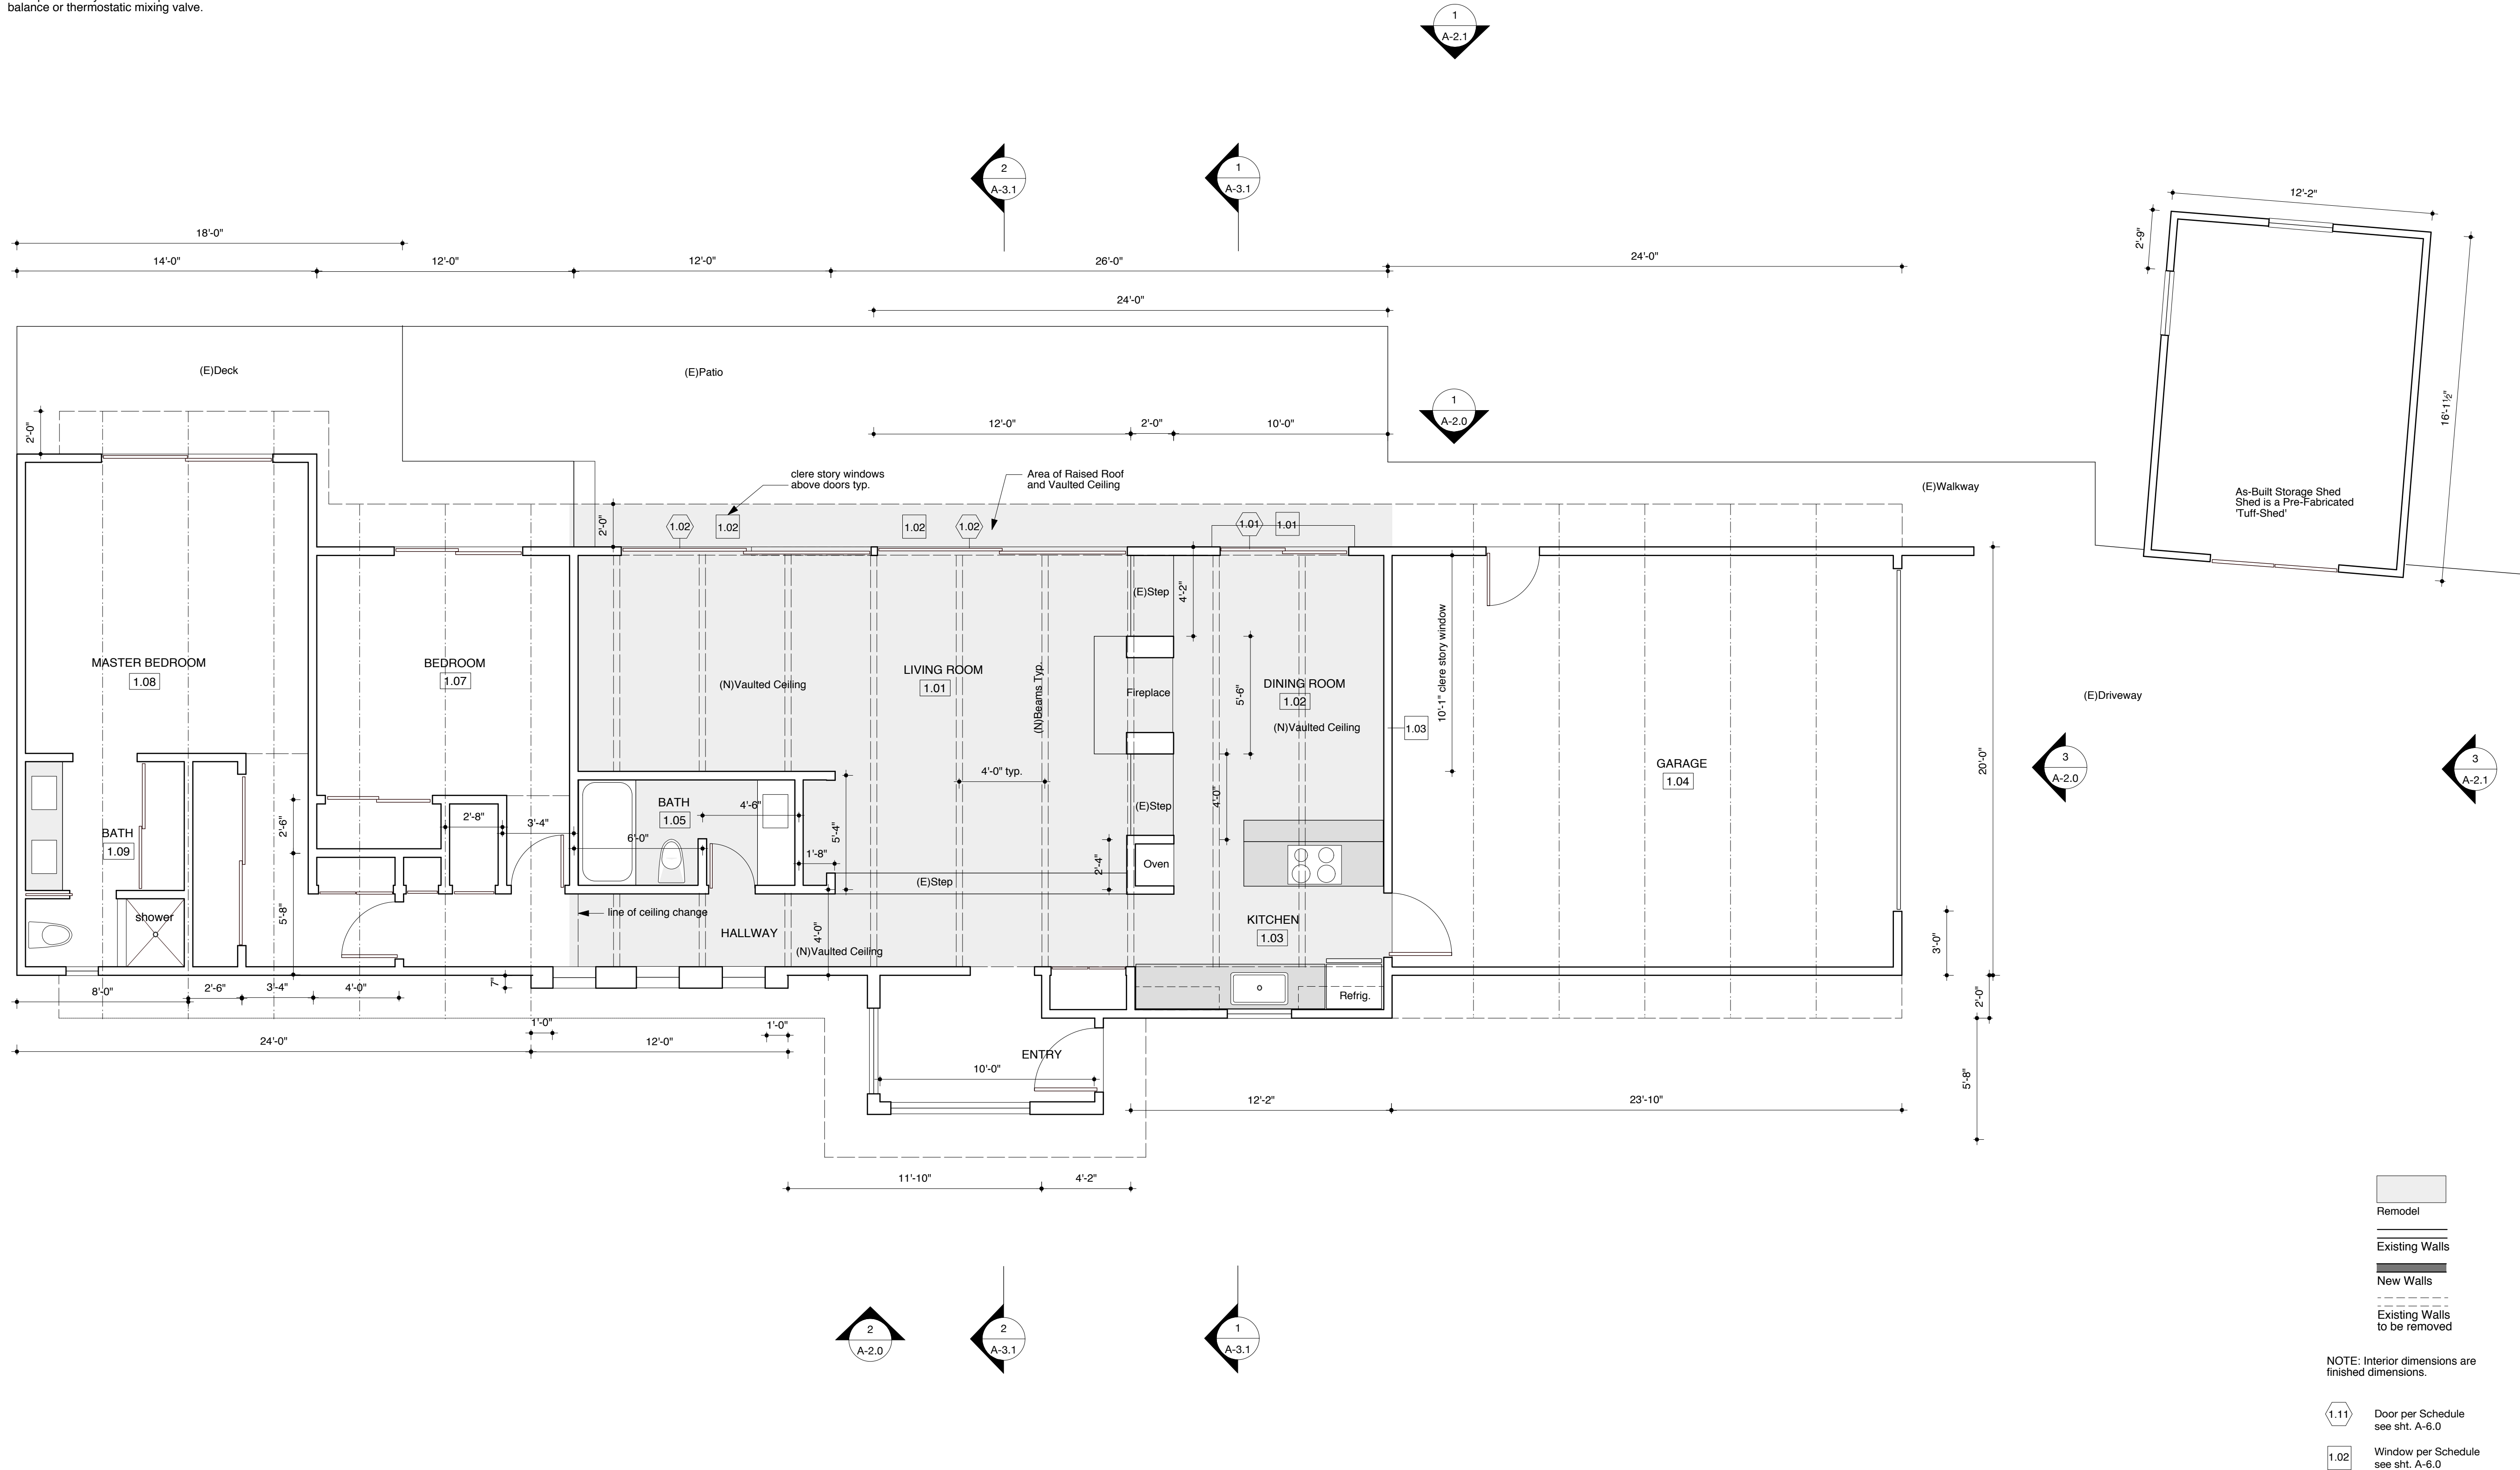 balance or thermostatic mixing valve.
1
A-2.1
2
A-3.1
1
A-3.1
12'-2"
2'-9"
18'-0"
14'-0"
12'-0"
12'-0"
26'-0"
24'-0"
24'-0"
(E)Deck
(E)Patio
1
A-2.0
16'-1½"
2'-0"
12'-0"
2'-0"
10'-0"
clere story windows
above doors typ.
Area of Raised Roof
and Vaulted Ceiling
(E)Walkway
As-Built Storage Shed
Shed is a Pre-Fabricated
'Tuff-Shed'
2'-0"
1.02
1.02
1.02
1.02
1.01
1.01
(E)Step
4'-2"
10'-1" clere story window
MASTER BEDROOM
1.08
BEDROOM
1.07
(N)Vaulted Ceiling
LIVING ROOM
1.01
(N)Beams Typ.
Fireplace
5'-6"
DINING ROOM
1.02
(N)Vaulted Ceiling
1.03
(E)Driveway
GARAGE
1.04
20'-0"
3
A-2.0
3
A-2.1
4'-0" typ.
BATH
1.05
4'-6"
(E)Step
4'-0"
2'-6"
2'-8"
3'-4"
6'-0"
5'-4"
1'-8"
BATH
1.09
2'-4"
Oven
(E)Step
shower
5'-8"
line of ceiling change
HALLWAY
4'-0"
(N)Vaulted Ceiling
KITCHEN
1.03
3'-0"
8'-0"
2'-6"
3'-4"
4'-0"
7"
Refrig.
2'-0"
1'-0"
1'-0"
24'-0"
12'-0"
ENTRY
10'-0"
5'-8"
12'-2"
23'-10"
11'-10"
4'-2"
Remodel
Existing Walls
New Walls
Existing Walls
to be removed
2
A-2.0
2
A-3.1
1
A-3.1
NOTE: Interior dimensions are
finished dimensions.
1.11
Door per Schedule
see sht. A-6.0
1.02
Window per Schedule
see sht. A-6.0